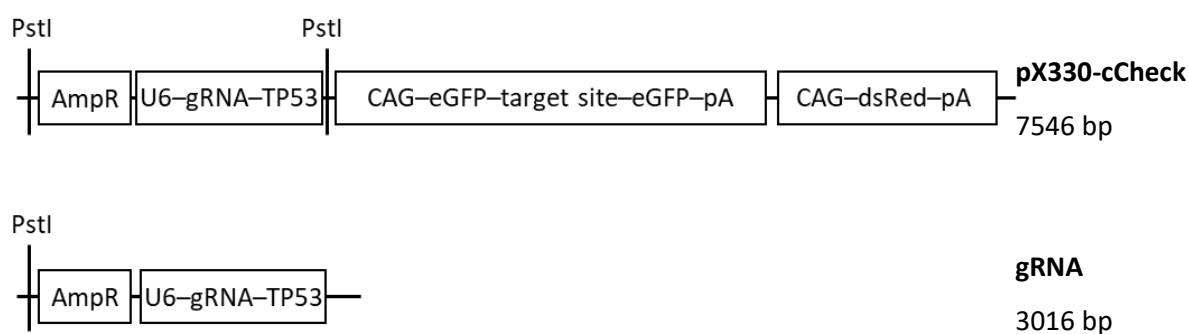 PstI PstI
AmpR U6–gRNA–TP53 CAG–eGFP–target site–eGFP–pA CAG–dsRed–pA pX330-cCheck
7546 bp
PstI
AmpR U6–gRNA–TP53 gRNA
3016 bp